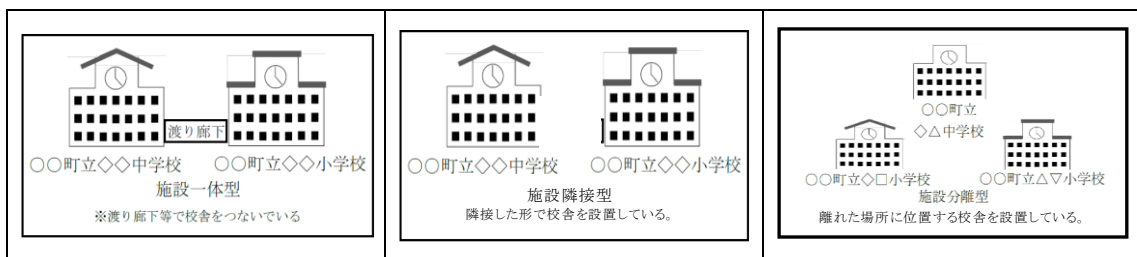 渡り廊下
○○町立◇◇中学校 ○○町立◇◇小学校
施設一体型
※渡り廊下等で校舎をつないでいる
○○町立◇◇中学校 ○○町立◇◇小学校
施設隣接型
隣接した形で校舎を設置している。
○○町立
◇△中学校
○○町立◇□小学校 ○○町立△▽小学校
施設分離型
離れた場所に位置する校舎を設置している。